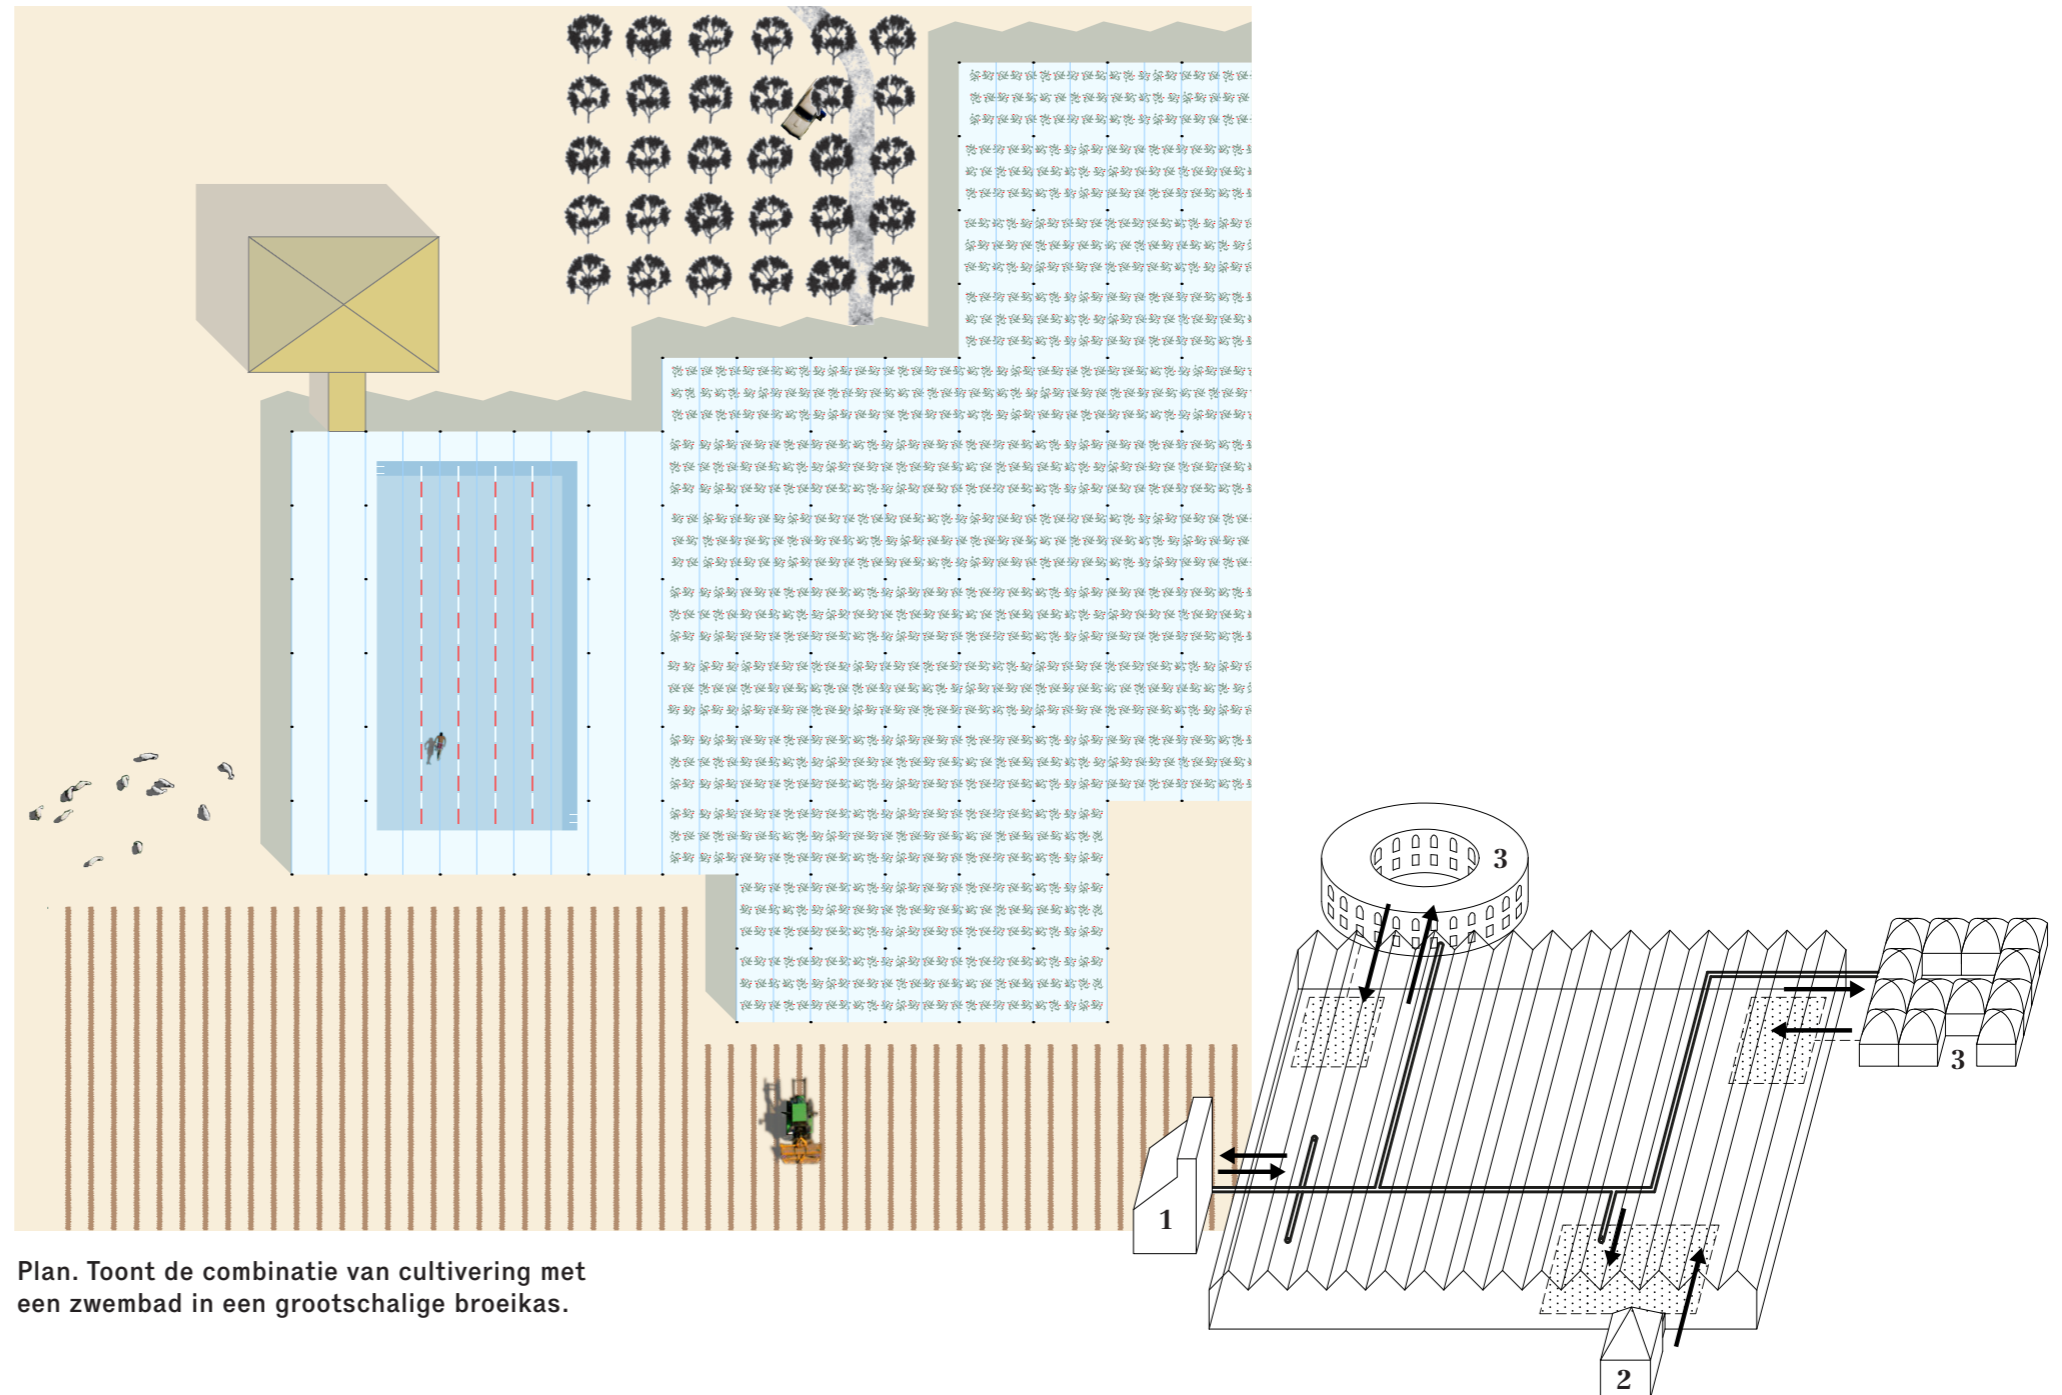 3
3
1
2
Plan. Toont de combinatie van cultivering met
een zwembad in een grootschalige broeikas.